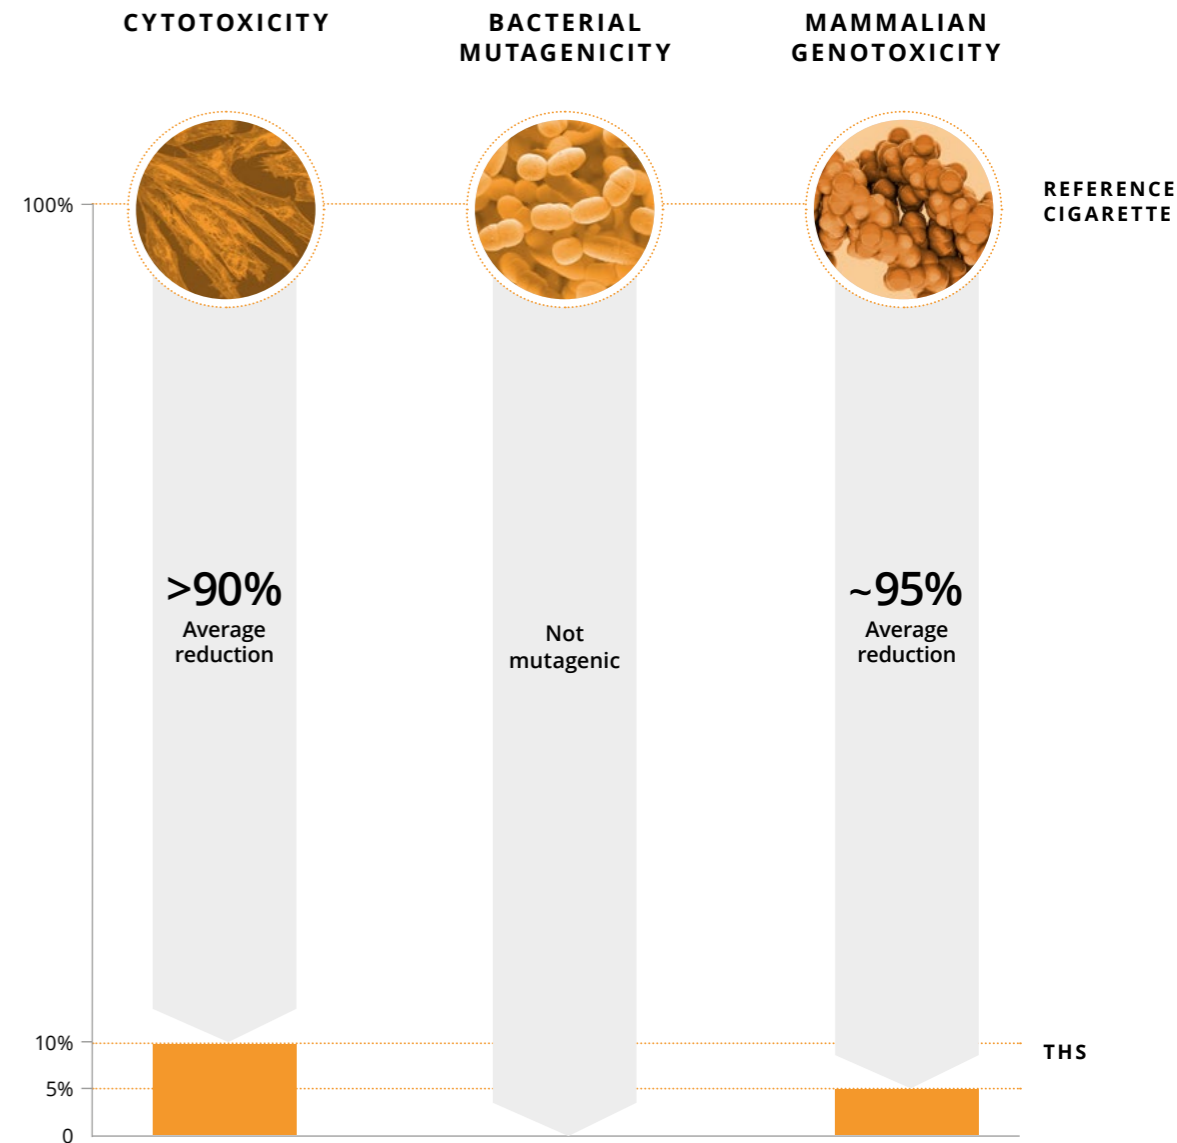 CYTOTOXICITY
BACTERIAL
MUTAGENICITY
MAMMALIAN
GENOTOXICITY
100%
REFERENCE
CIGARETTE
>90%
Average
reduction
Not
mutagenic
~95%
Average
reduction
10%
THS
5%
0